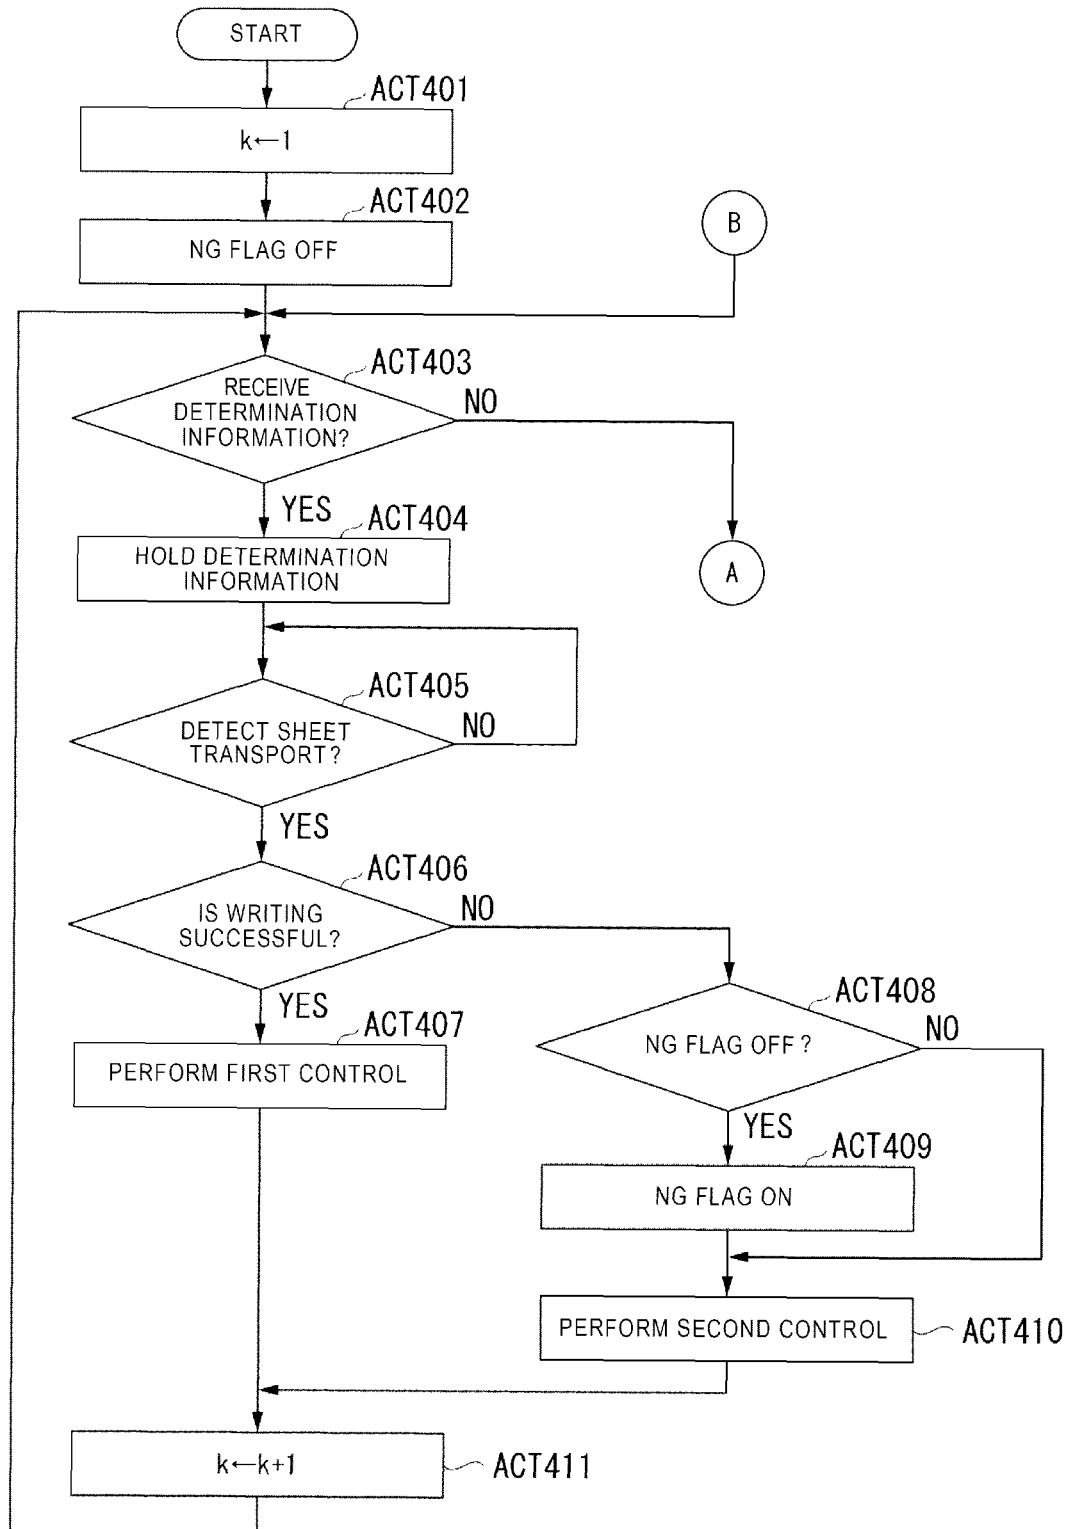 START
ACT401
k←1
ACT402
NG FLAG OFF
B
ACT403
RECEIVE
DETERMINATION
INFORMATION?
NO
YES
ACT404
HOLD DETERMINATION
INFORMATION
A
ACT405
DETECT SHEET
TRANSPORT?
NO
YES
ACT406
IS WRITING
SUCCESSFUL?
NO
YES
ACT407
PERFORM FIRST CONTROL
ACT408
NG FLAG OFF?
NO
YES
ACT409
NG FLAG ON
PERFORM SECOND CONTROL
ACT410
k←k+1
ACT411